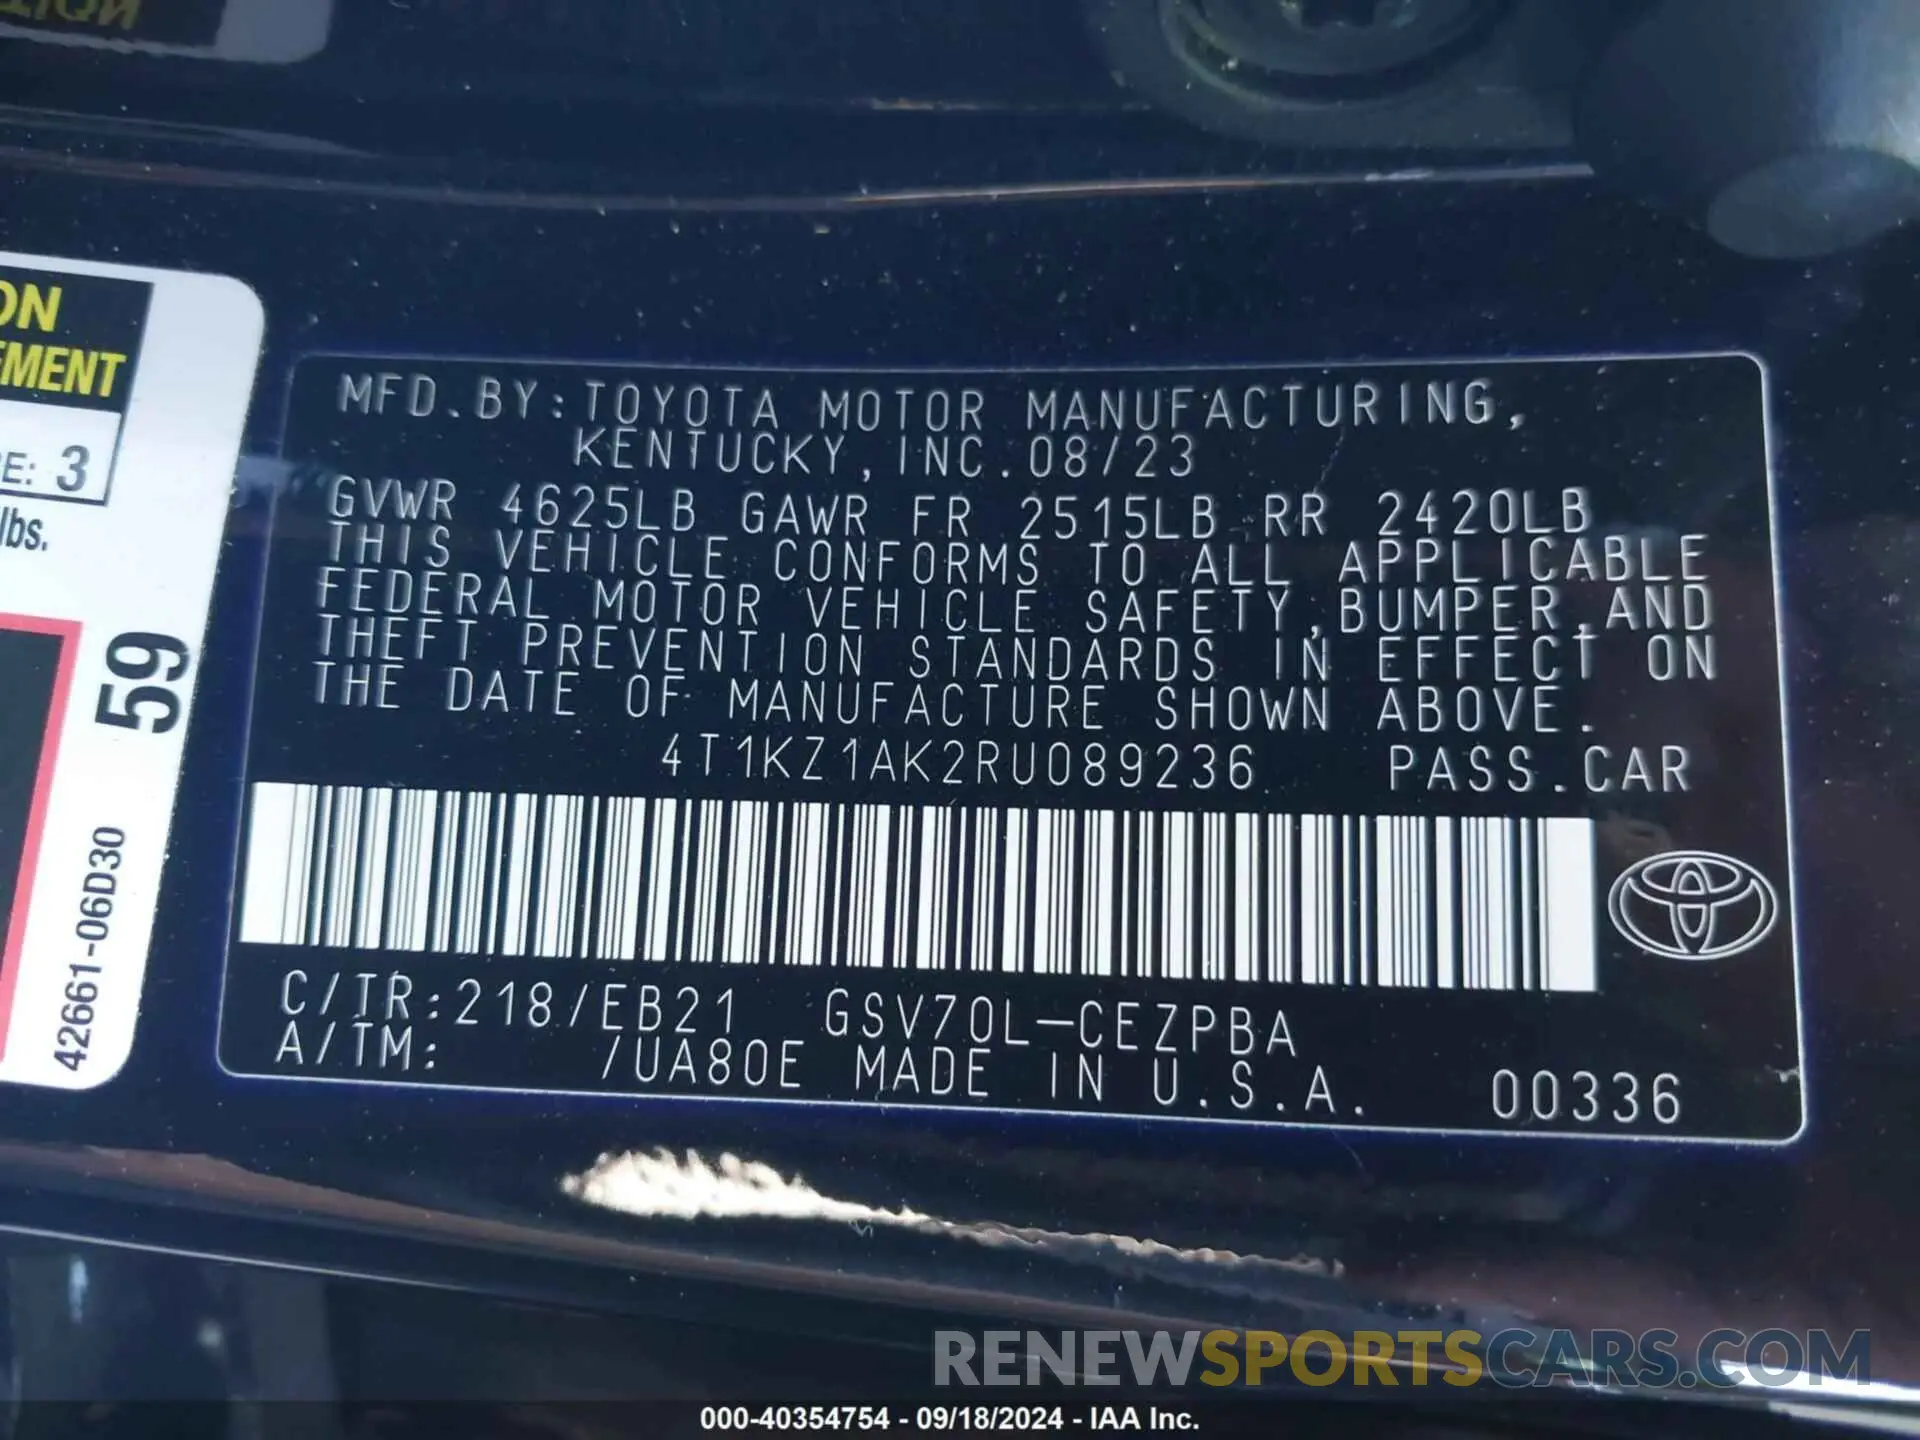 ON
EMENT
RE: 3
lbs.
59
42661-06D30
MFD.BY:TOYOTA MOTOR MANUFACTURING,
KENTUCKY,INC.08/23
GVWR 4625LB GAWR FR 2515LB RR 2420LB
THIS VEHICLE CONFORMS TO ALL APPLICABLE
FEDERAL MOTOR VEHICLE SAFETY,BUMPER,AND
THEFT PREVENTION STANDARDS IN EFFECT ON
THE DATE OF MANUFACTURE SHOWN ABOVE.
4T1KZ1AK2RU089236 PASS.CAR
C/TR:218/EB21 GSV70L-CEZPBA
A/TM: /UA80E MADE IN U.S.A. 00336
RENEWSPORTSCARS.COM
000-40354754 - 09/18/2024 - IAA Inc.